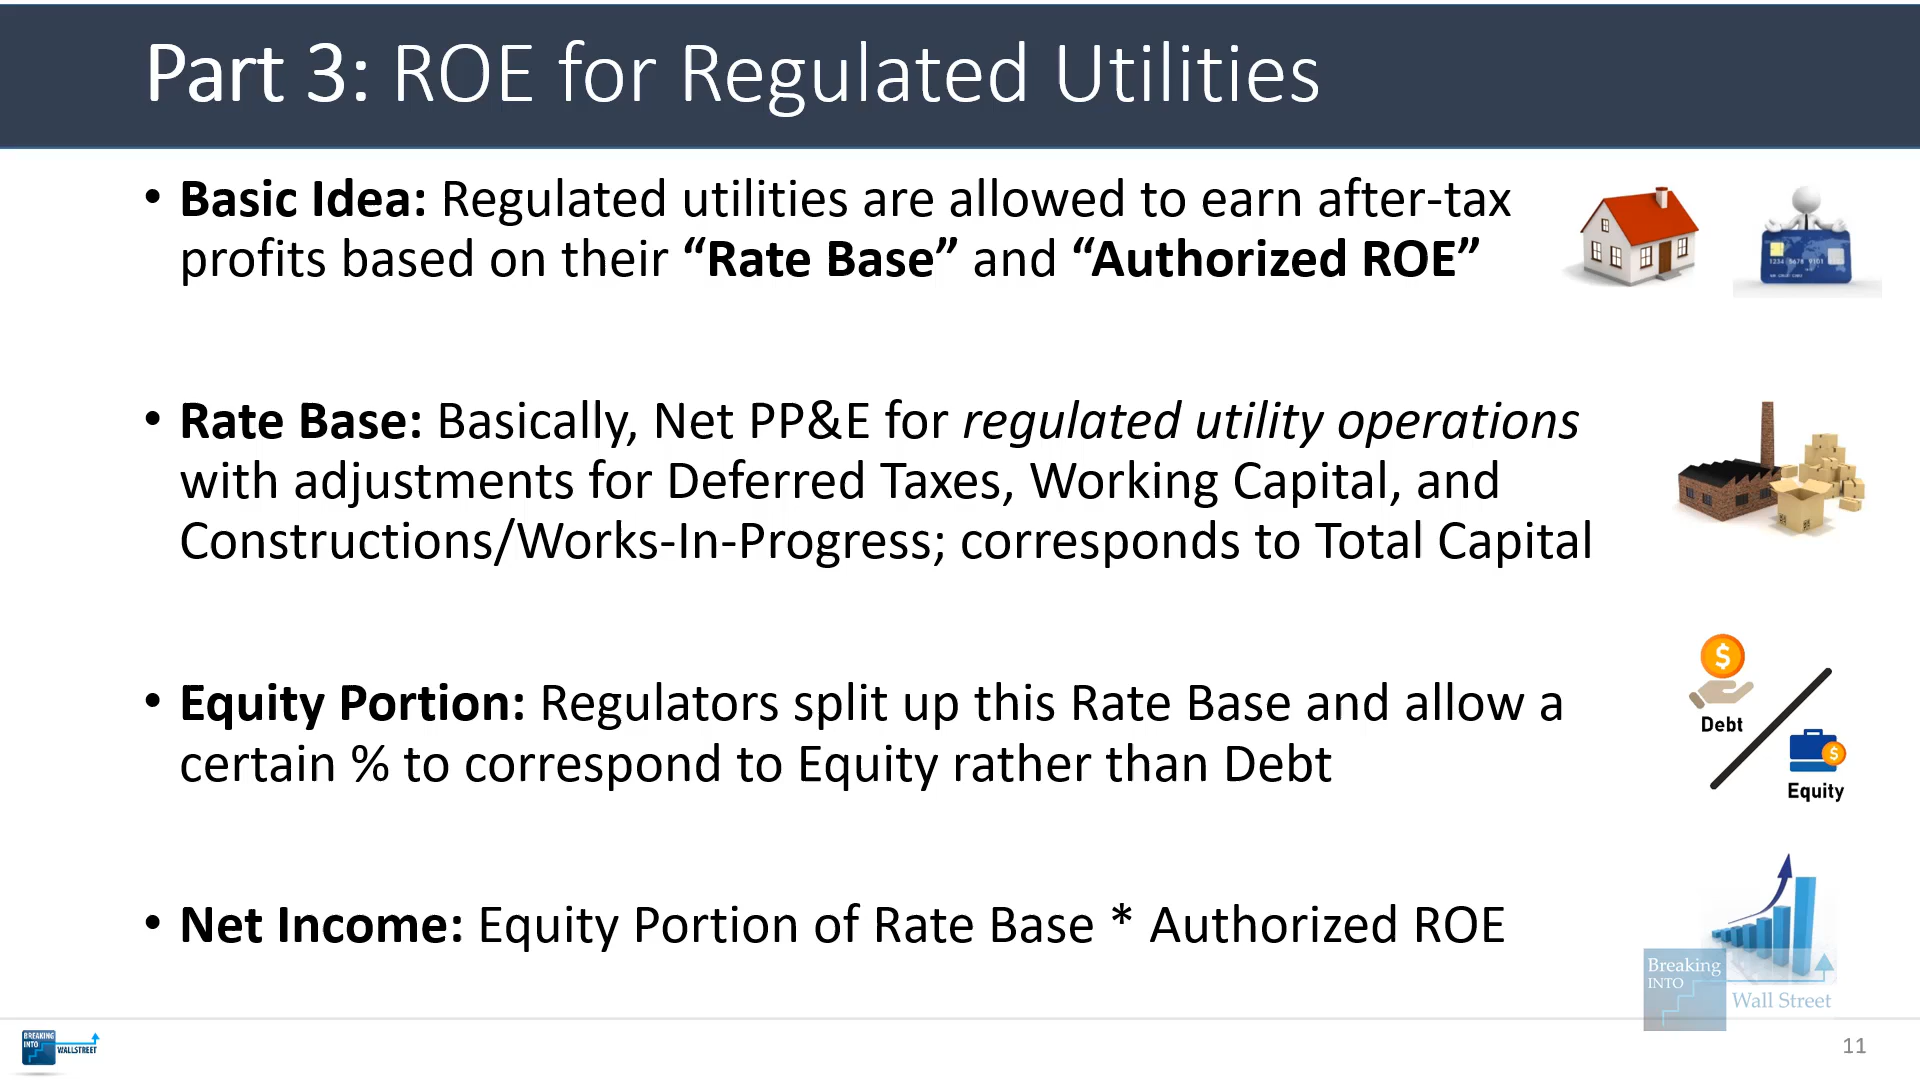 Part 3: ROE for Regulated Utilities
• Basic Idea: Regulated utilities are allowed to earn after-tax
profits based on their “Rate Base” and “Authorized ROE”
• Rate Base: Basically, Net PP&E for regulated utility operations
with adjustments for Deferred Taxes, Working Capital, and
Constructions/Works-In-Progress; corresponds to Total Capital
• Equity Portion: Regulators split up this Rate Base and allow a
certain % to correspond to Equity rather than Debt
$
Debt
$
Equity
• Net Income: Equity Portion of Rate Base * Authorized ROE
Breaking
INTO
Wall Street
BREAKING
INTO
WALLSTREET
11